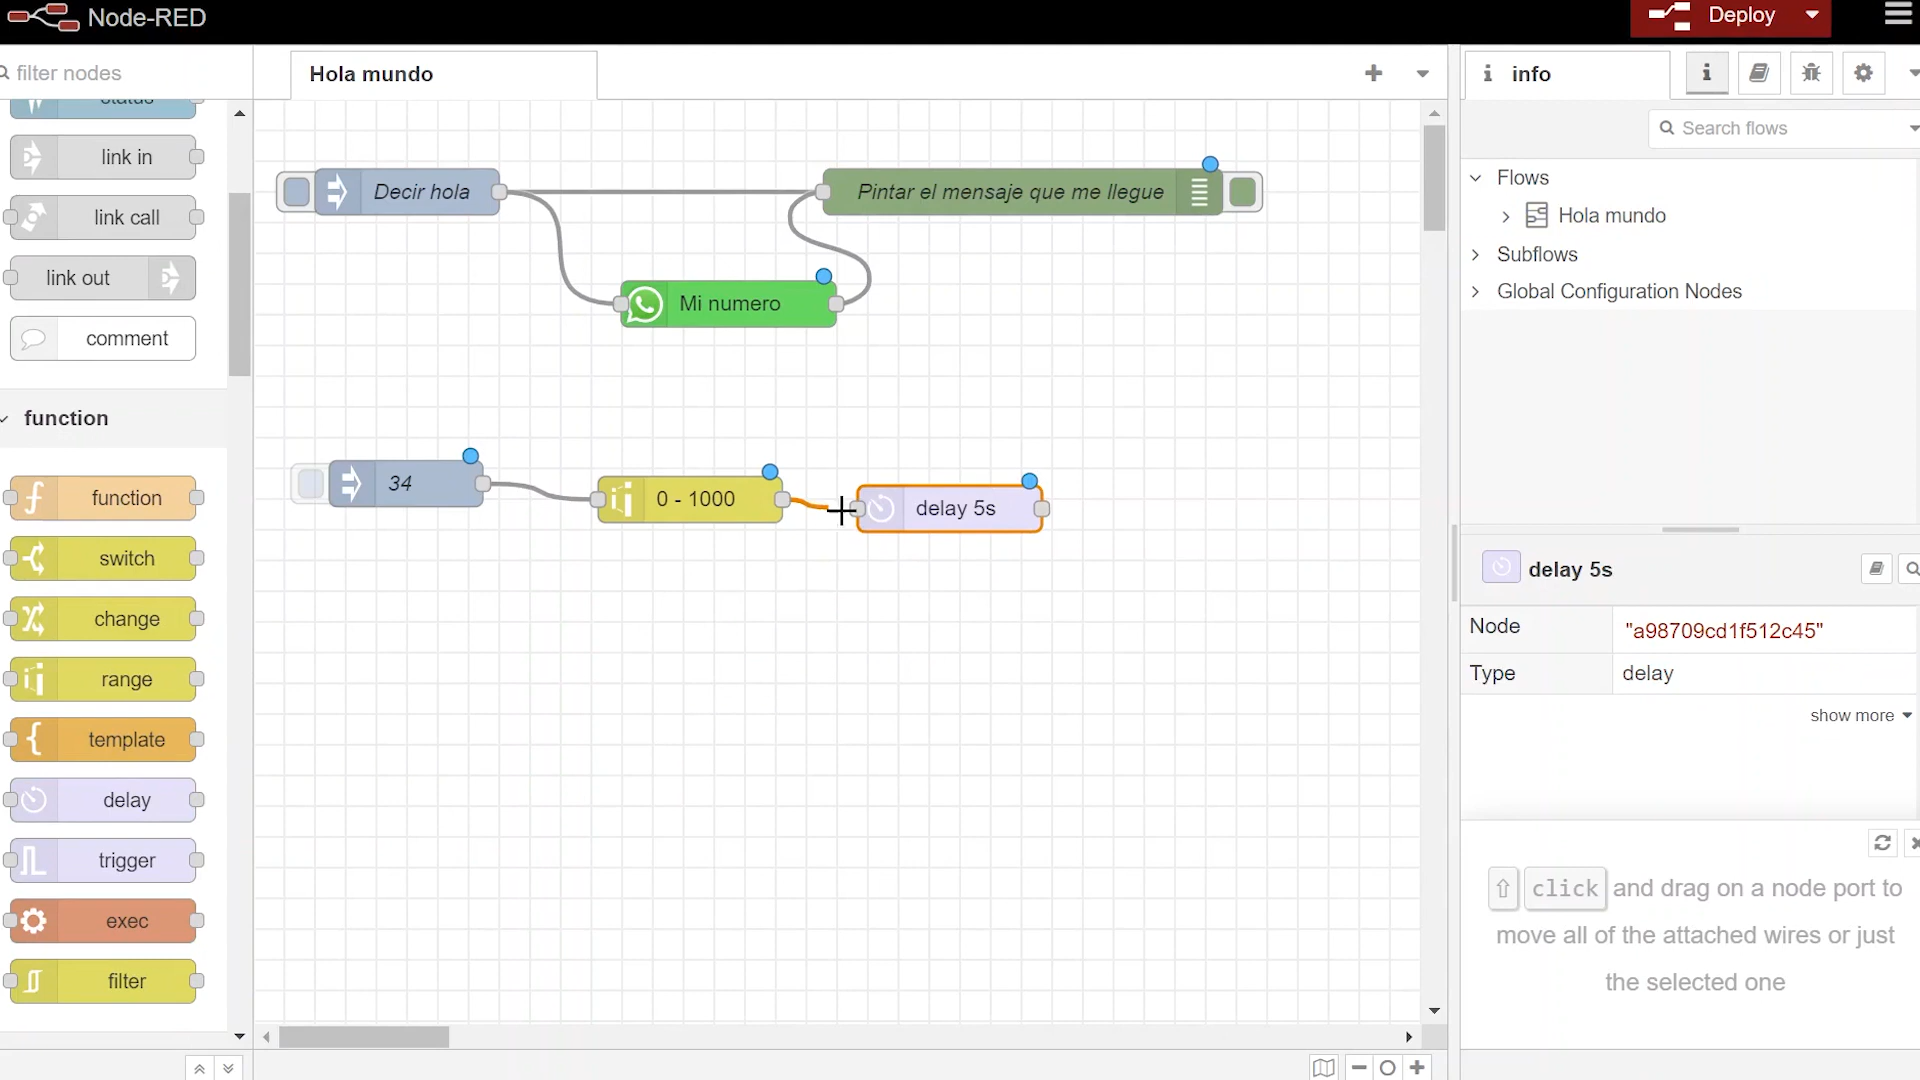 Node-RED
Deploy
filter nodes
Hola mundo
info
status
link in
link call
link out
comment
function
function
switch
change
range
template
delay
trigger
exec
filter
Decir hola
Pintar el mensaje que me llegue
Mi numero
34
0 - 1000
delay 5s
Search flows
Flows
Hola mundo
Subflows
Global Configuration Nodes
delay 5s
Node "a98709cd1f512c45"
Type delay
show more
⇧ click and drag on a node port to
move all of the attached wires or just
the selected one